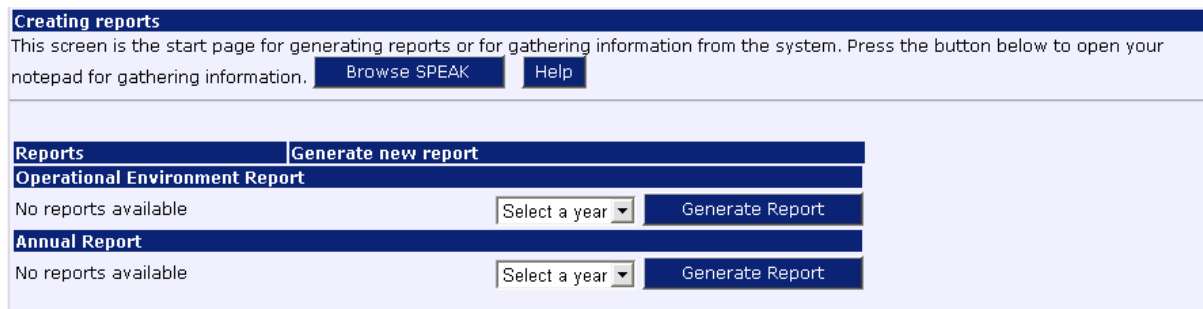 Creating reports
This screen is the start page for generating reports or for gathering information from the system. Press the button below to open your
notepad for gathering information. Browse SPEAK Help
Reports Generate new report
Operational Environment Report
No reports available Select a year Generate Report
Annual Report
No reports available Select a year Generate Report